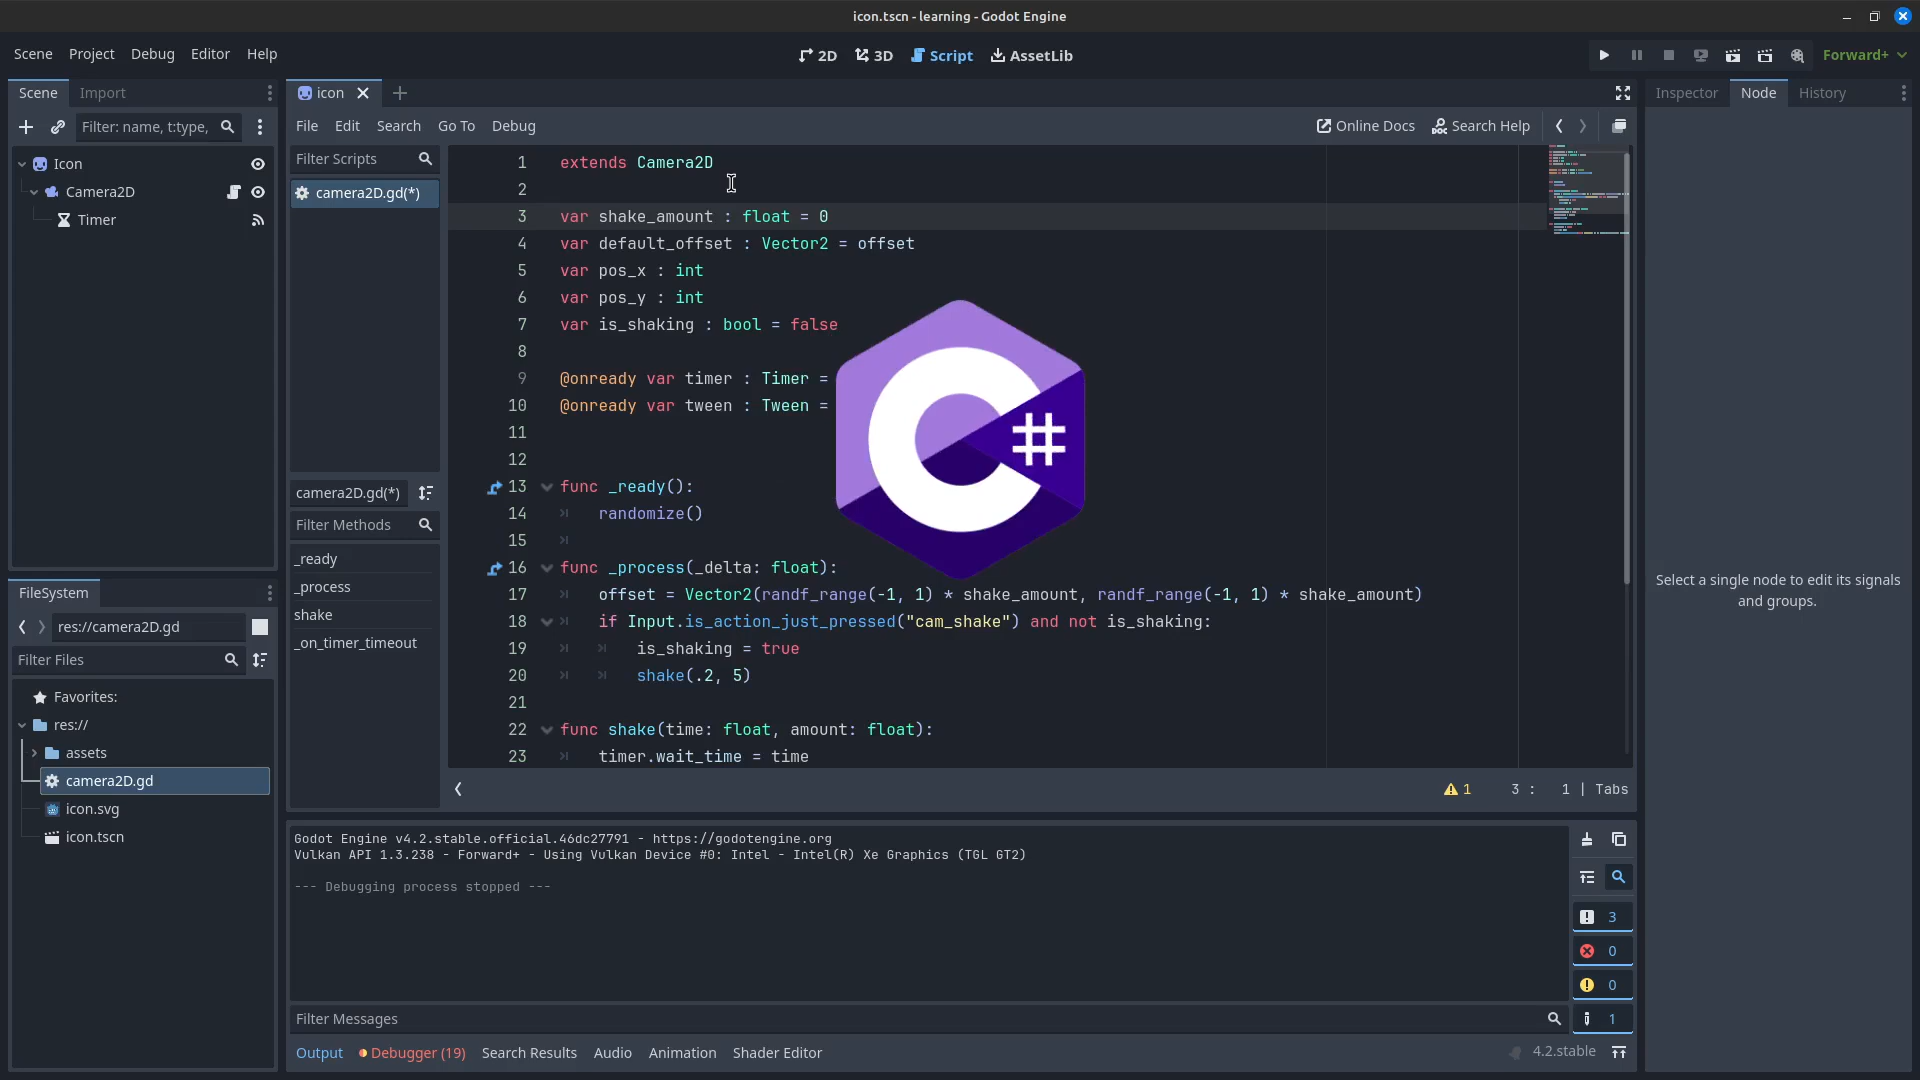 icon.tscn - learning - Godot Engine
Scene Project Debug Editor Help
2D 3D Script AssetLib
Forward+
Scene Import
Filter: name, t:type,
Icon
Camera2D
Timer
FileSystem
res://camera2D.gd
Filter Files
Favorites:
res://
assets
camera2D.gd
icon.svg
icon.tscn
icon
File Edit Search Go To Debug
Online Docs Search Help
Filter Scripts
camera2D.gd(*)
camera2D.gd(*)
Filter Methods
_ready
_process
shake
_on_timer_timeout
1 extends Camera2D
2
3 var shake_amount : float = 0
4 var default_offset : Vector2 = offset
5 var pos_x : int
6 var pos_y : int
7 var is_shaking : bool = false
8
9 @onready var timer : Timer =
10 @onready var tween : Tween =
11
12
13 func _ready():
14 randomize()
15
16 func _process(_delta: float):
17 offset = Vector2(randf_range(-1, 1) * shake_amount, randf_range(-1, 1) * shake_amount)
18 if Input.is_action_just_pressed("cam_shake") and not is_shaking:
19 is_shaking = true
20 shake(.2, 5)
21
22 func shake(time: float, amount: float):
23 timer.wait_time = time
C#
1 3 : 1 | Tabs
Godot Engine v4.2.stable.official.46dc27791 - https://godotengine.org
Vulkan API 1.3.238 - Forward+ - Using Vulkan Device #0: Intel - Intel(R) Xe Graphics (TGL GT2)
--- Debugging process stopped ---
3
0
0
1
Filter Messages
Output Debugger (19) Search Results Audio Animation Shader Editor
4.2.stable
Inspector Node History
Select a single node to edit its signals
and groups.